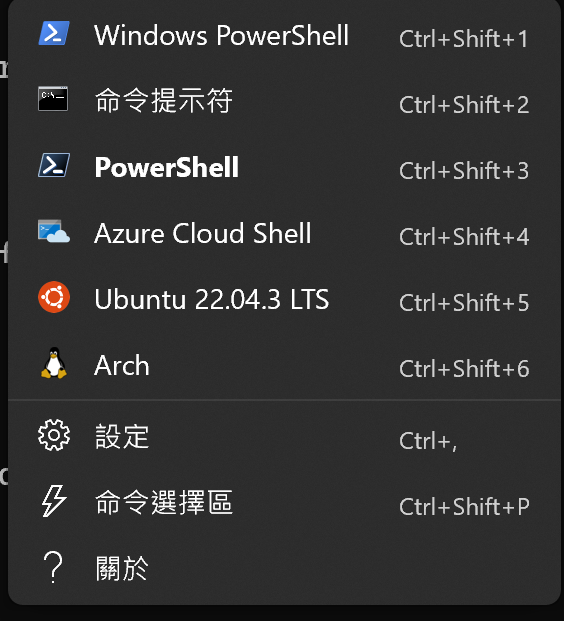 Windows PowerShell Ctrl+Shift+1
命令提示符 Ctrl+Shift+2
PowerShell Ctrl+Shift+3
Azure Cloud Shell Ctrl+Shift+4
Ubuntu 22.04.3 LTS Ctrl+Shift+5
Arch Ctrl+Shift+6
設定 Ctrl+,
命令選擇區 Ctrl+Shift+P
關於